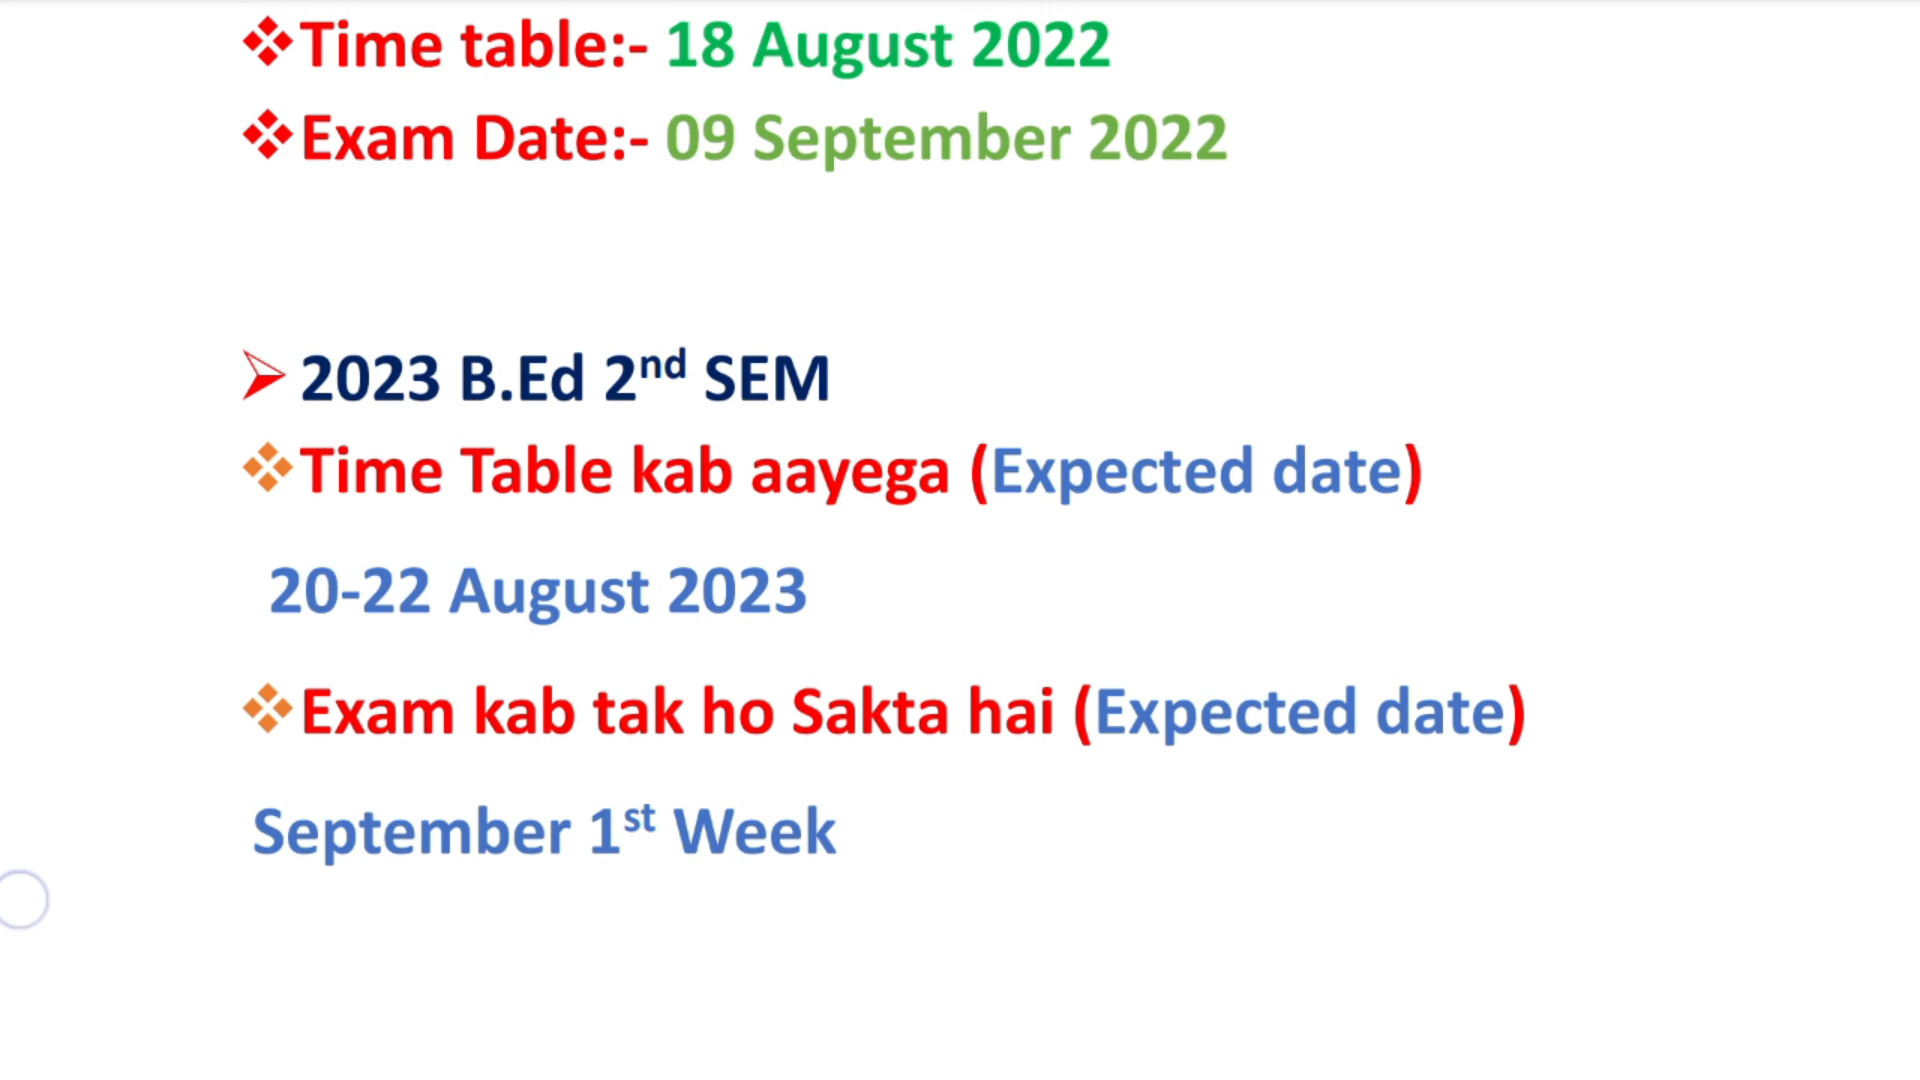 Time table:- 18 August 2022
Exam Date:- 09 September 2022
2023 B.Ed 2nd SEM
Time Table kab aayega (Expected date)
20-22 August 2023
Exam kab tak ho Sakta hai (Expected date)
September 1st Week